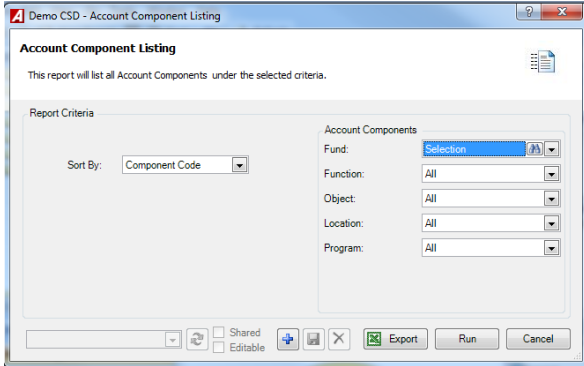 Demo CSD - Account Component Listing
Account Component Listing
This report will list all Account Components under the selected criteria.
Report Criteria
Sort By: Component Code
Account Components
Fund: Selection
Function: All
Object: All
Location: All
Program: All
Shared
Editable
Export
Run
Cancel